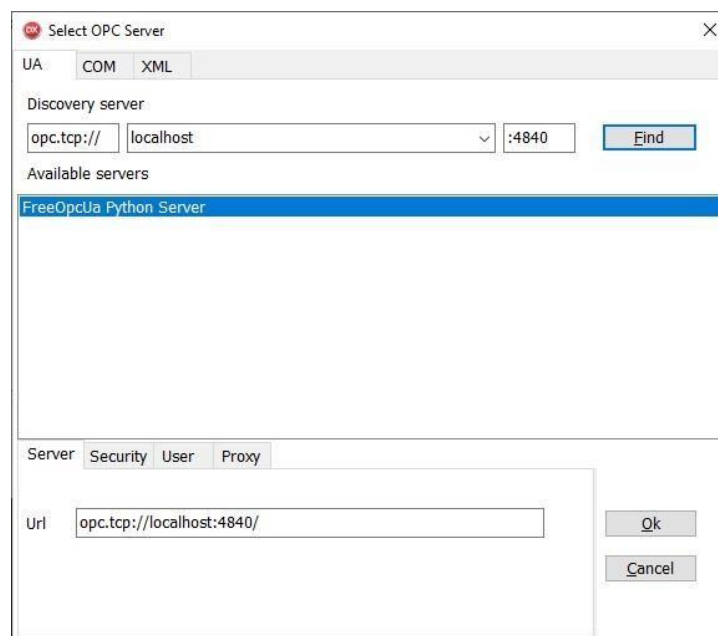 DX Select OPC Server
UA COM XML
Discovery server
opc.tcp:// localhost :4840 Find
Available servers
FreeOpcUa Python Server
Server Security User Proxy
Url opc.tcp://localhost:4840/ Ok
Cancel